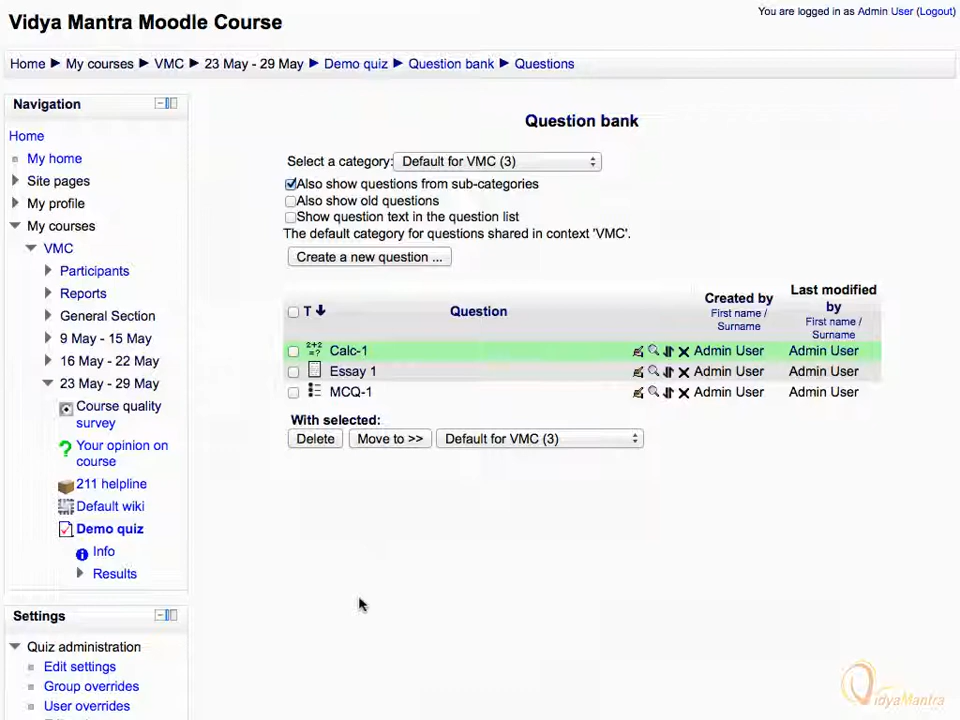 Vidya Mantra Moodle Course
You are logged in as Admin User (Logout)
Home ► My courses ► VMC ► 23 May - 29 May ► Demo quiz ► Question bank ► Questions
Navigation
Home
My home
Site pages
My profile
My courses
VMC
Participants
Reports
General Section
9 May - 15 May
16 May - 22 May
23 May - 29 May
Course quality
survey
Your opinion on
course
211 helpline
Default wiki
Demo quiz
Info
Results
Settings
Quiz administration
Edit settings
Group overrides
User overrides
Question bank
Select a category: Default for VMC (3)
Also show questions from sub-categories
Also show old questions
Show question text in the question list
The default category for questions shared in context 'VMC'.
Create a new question ...
T Question Created by Last modified by
First name / Surname First name / Surname
Calc-1 Admin User Admin User
Essay 1 Admin User Admin User
MCQ-1 Admin User Admin User
With selected:
Delete Move to >> Default for VMC (3)
VidyaMantra